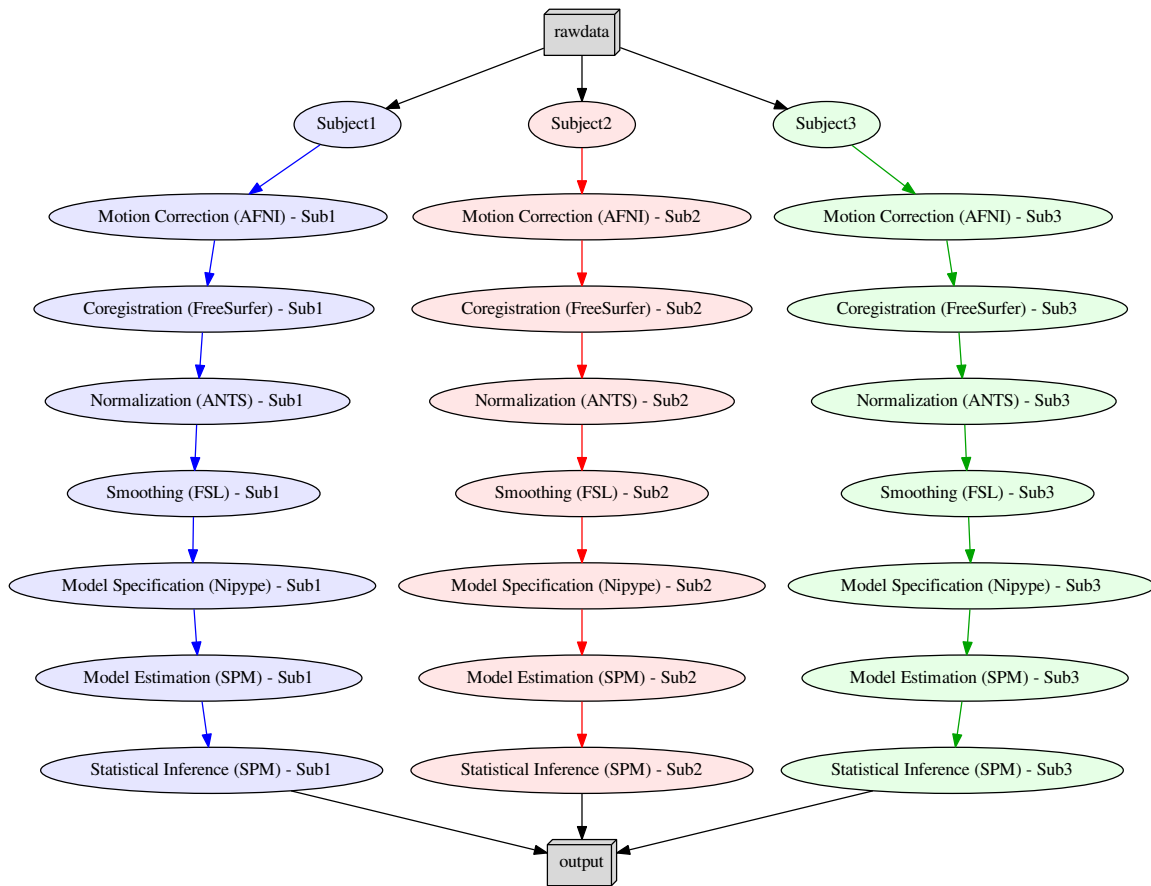 rawdata
Subject1
Subject2
Subject3
Motion Correction (AFNI) - Sub1
Motion Correction (AFNI) - Sub2
Motion Correction (AFNI) - Sub3
Coregistration (FreeSurfer) - Sub1
Coregistration (FreeSurfer) - Sub2
Coregistration (FreeSurfer) - Sub3
Normalization (ANTS) - Sub1
Normalization (ANTS) - Sub2
Normalization (ANTS) - Sub3
Smoothing (FSL) - Sub1
Smoothing (FSL) - Sub2
Smoothing (FSL) - Sub3
Model Specification (Nipype) - Sub1
Model Specification (Nipype) - Sub2
Model Specification (Nipype) - Sub3
Model Estimation (SPM) - Sub1
Model Estimation (SPM) - Sub2
Model Estimation (SPM) - Sub3
Statistical Inference (SPM) - Sub1
Statistical Inference (SPM) - Sub2
Statistical Inference (SPM) - Sub3
output